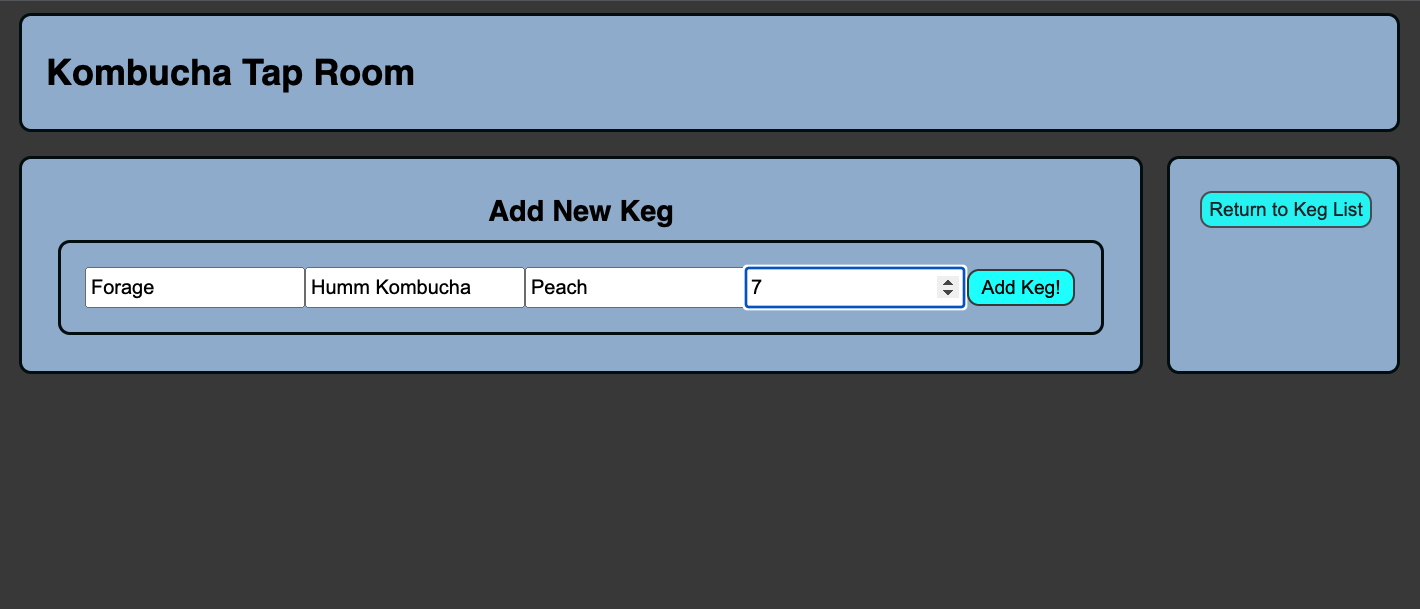 Kombucha Tap Room
Add New Keg
Return to Keg List
Forage Humm Kombucha Peach 7 Add Keg!